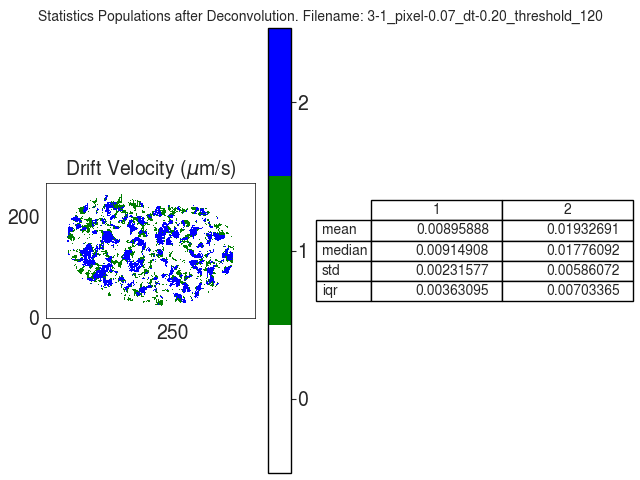 Statistics Populations after Deconvolution. Filename: 3-1_pixel-0.07_dt-0.20_threshold_120
Drift Velocity (μm/s)
200
0
0 250
2
1
0
1 2
mean 0.00895888 0.01932691
median 0.00914908 0.01776092
std 0.00231577 0.00586072
iqr 0.00363095 0.00703365